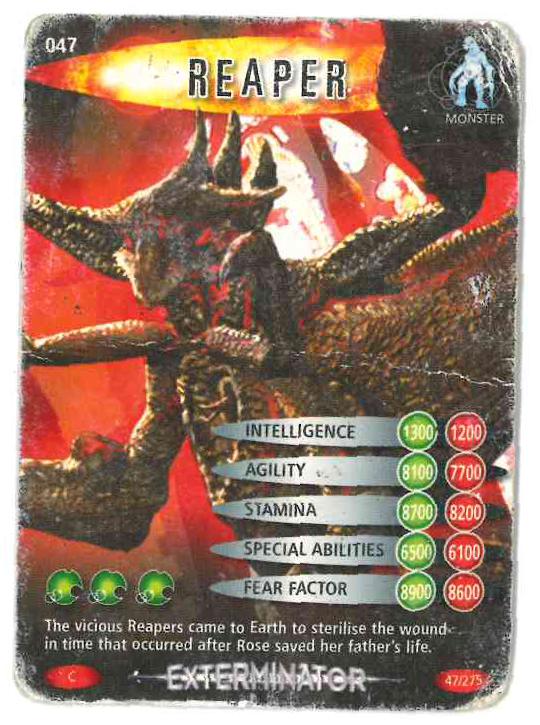 047
REAPER
MONSTER
INTELLIGENCE 1300 1200
AGILITY 8100 7700
STAMINA 8700 8200
SPECIAL ABILITIES 6500 6100
FEAR FACTOR 8900 8600
The vicious Reapers came to Earth to sterilise the wound
in time that occurred after Rose saved her father's life.
C EXTERMINATOR 47/275